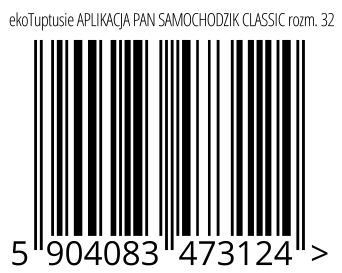 ekoTuptusie APLIKACJA PAN SAMOCHODZIK CLASSIC rozm. 32
5 904083 473124 >